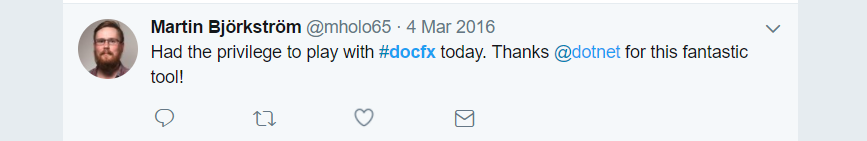 Martin Björkström @mholo65 · 4 Mar 2016
Had the privilege to play with #docfx today. Thanks @dotnet for this fantastic
tool!